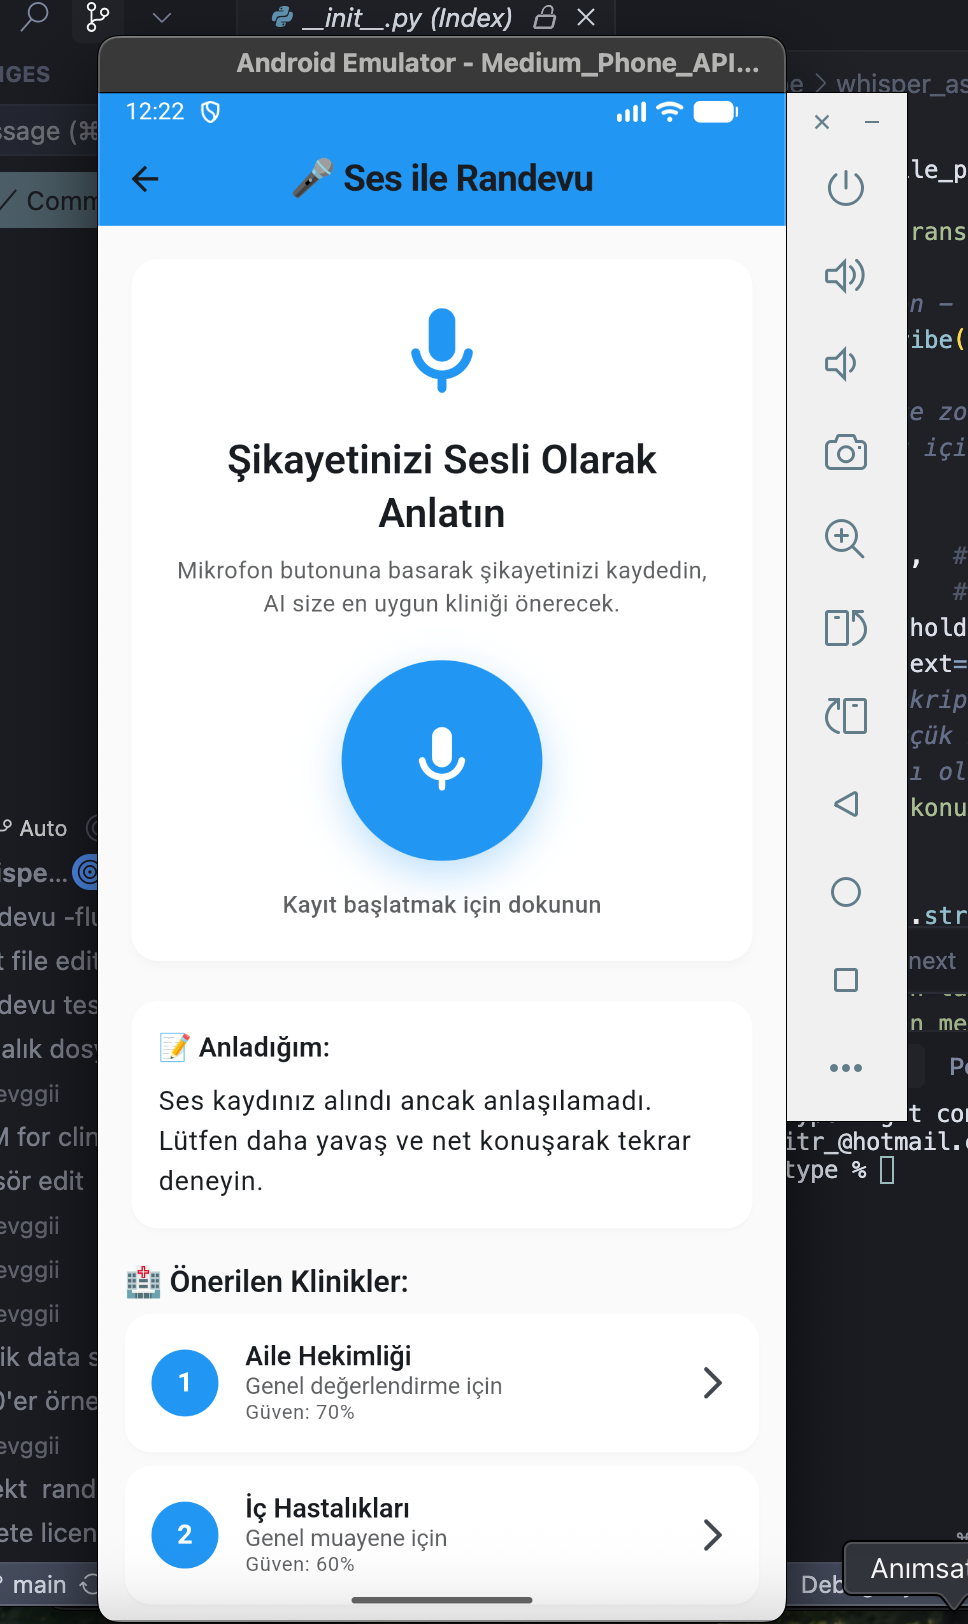 __init__.py (Index)
Android Emulator - Medium_Phone_API...
whisper_as
12:22
Ses ile Randevu
Comm
Şikayetinizi Sesli Olarak
Anlatın
Mikrofon butonuna basarak şikayetinizi kaydedin,
AI size en uygun kliniği önerecek.
Kayıt başlatmak için dokunun
Anladığım:
Ses kaydınız alındı ancak anlaşılamadı.
Lütfen daha yavaş ve net konuşarak tekrar
deneyin.
Önerilen Klinikler:
1
Aile Hekimliği
Genel değerlendirme için
Güven: 70%
2
İç Hastalıkları
Genel muayene için
Güven: 60%
NGES
ssage (⌘
Auto
ispe...
devu -flu
t file edit
devu tes
alık dosy
evggii
M for clin
sör edit
evggii
evggii
evggii
ik data s
0'er örne
evggii
ekt rand
ete licen
main
le_p
rans
n -
ibe(
e zo
içi
, #
#
hold
ext=
krip
çük
ı ol
konu
.str
next
n me
t con
itr_@hotmail.c
type %
Deb
Anımsat